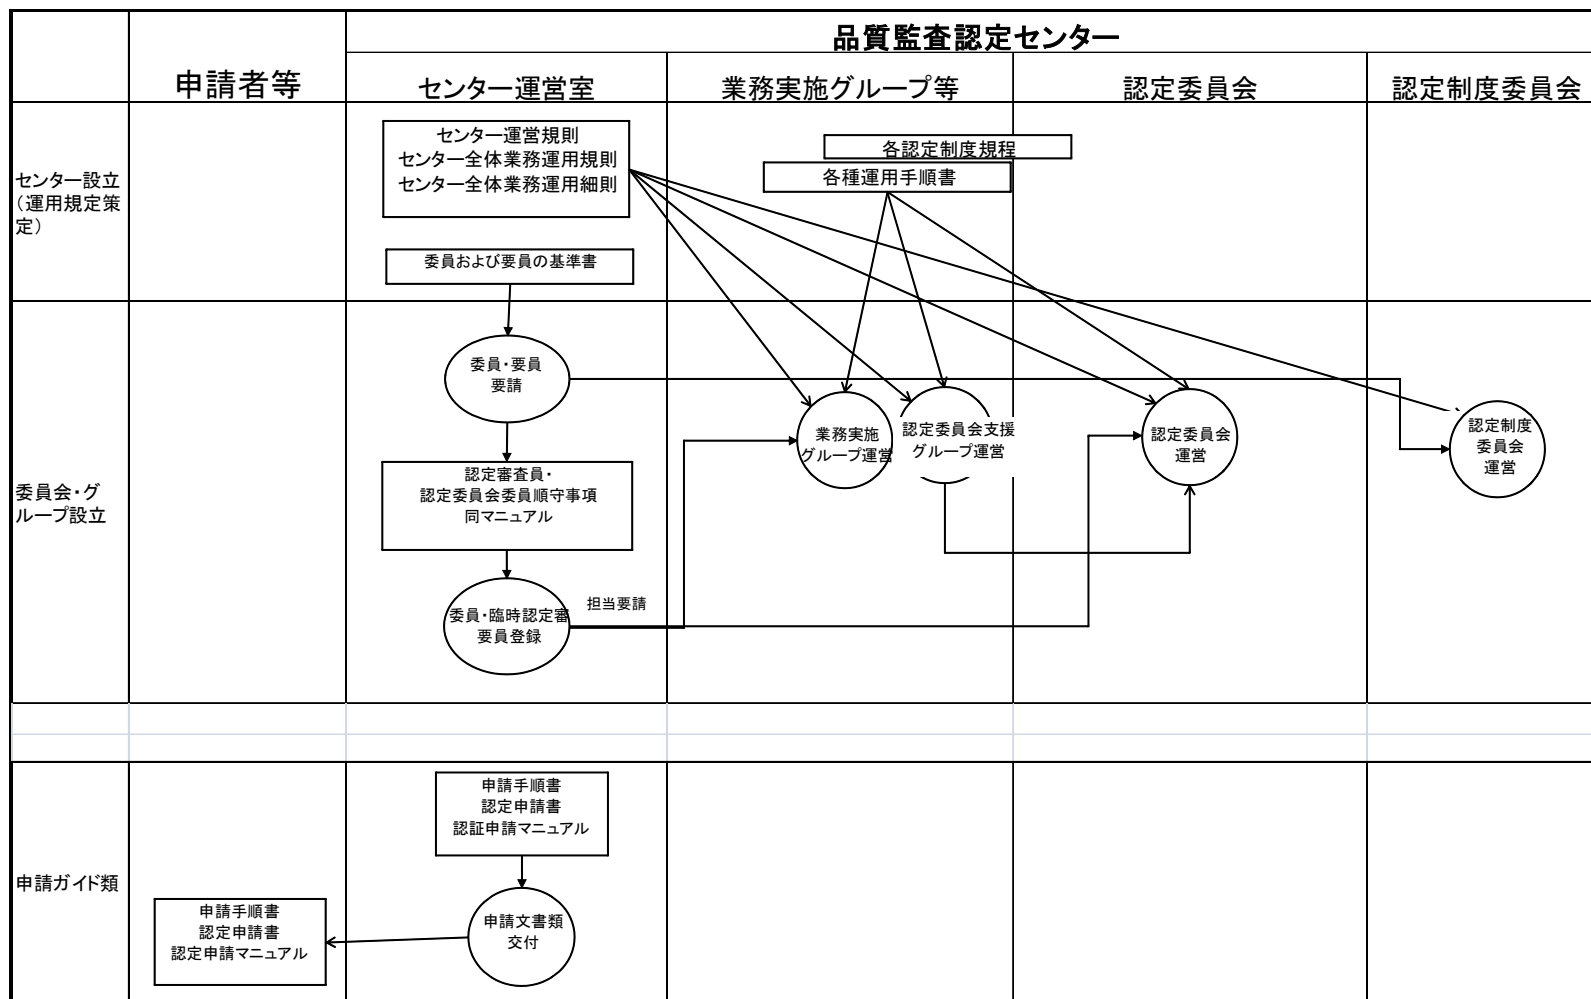 品質監査認定センター
申請者等
センター運営室
業務実施グループ等
認定委員会
認定制度委員会
センター設立
（運用規定策
定）
センター運営規則
センター全体業務運用規則
センター全体業務運用細則
各認定制度規程
各種運用手順書
委員および要員の基準書
委員会・グ
ループ設立
委員・要員
要請
認定審査員・
認定委員会委員順守事項
同マニュアル
委員・臨時認定審
要員登録
担当要請
業務実施
グループ運営
認定委員会支援
グループ運営
認定委員会
運営
認定制度
委員会
運営
申請ガイド類
申請手順書
認定申請書
認証申請マニュアル
申請文書類
交付
申請手順書
認定申請書
認定申請マニュアル